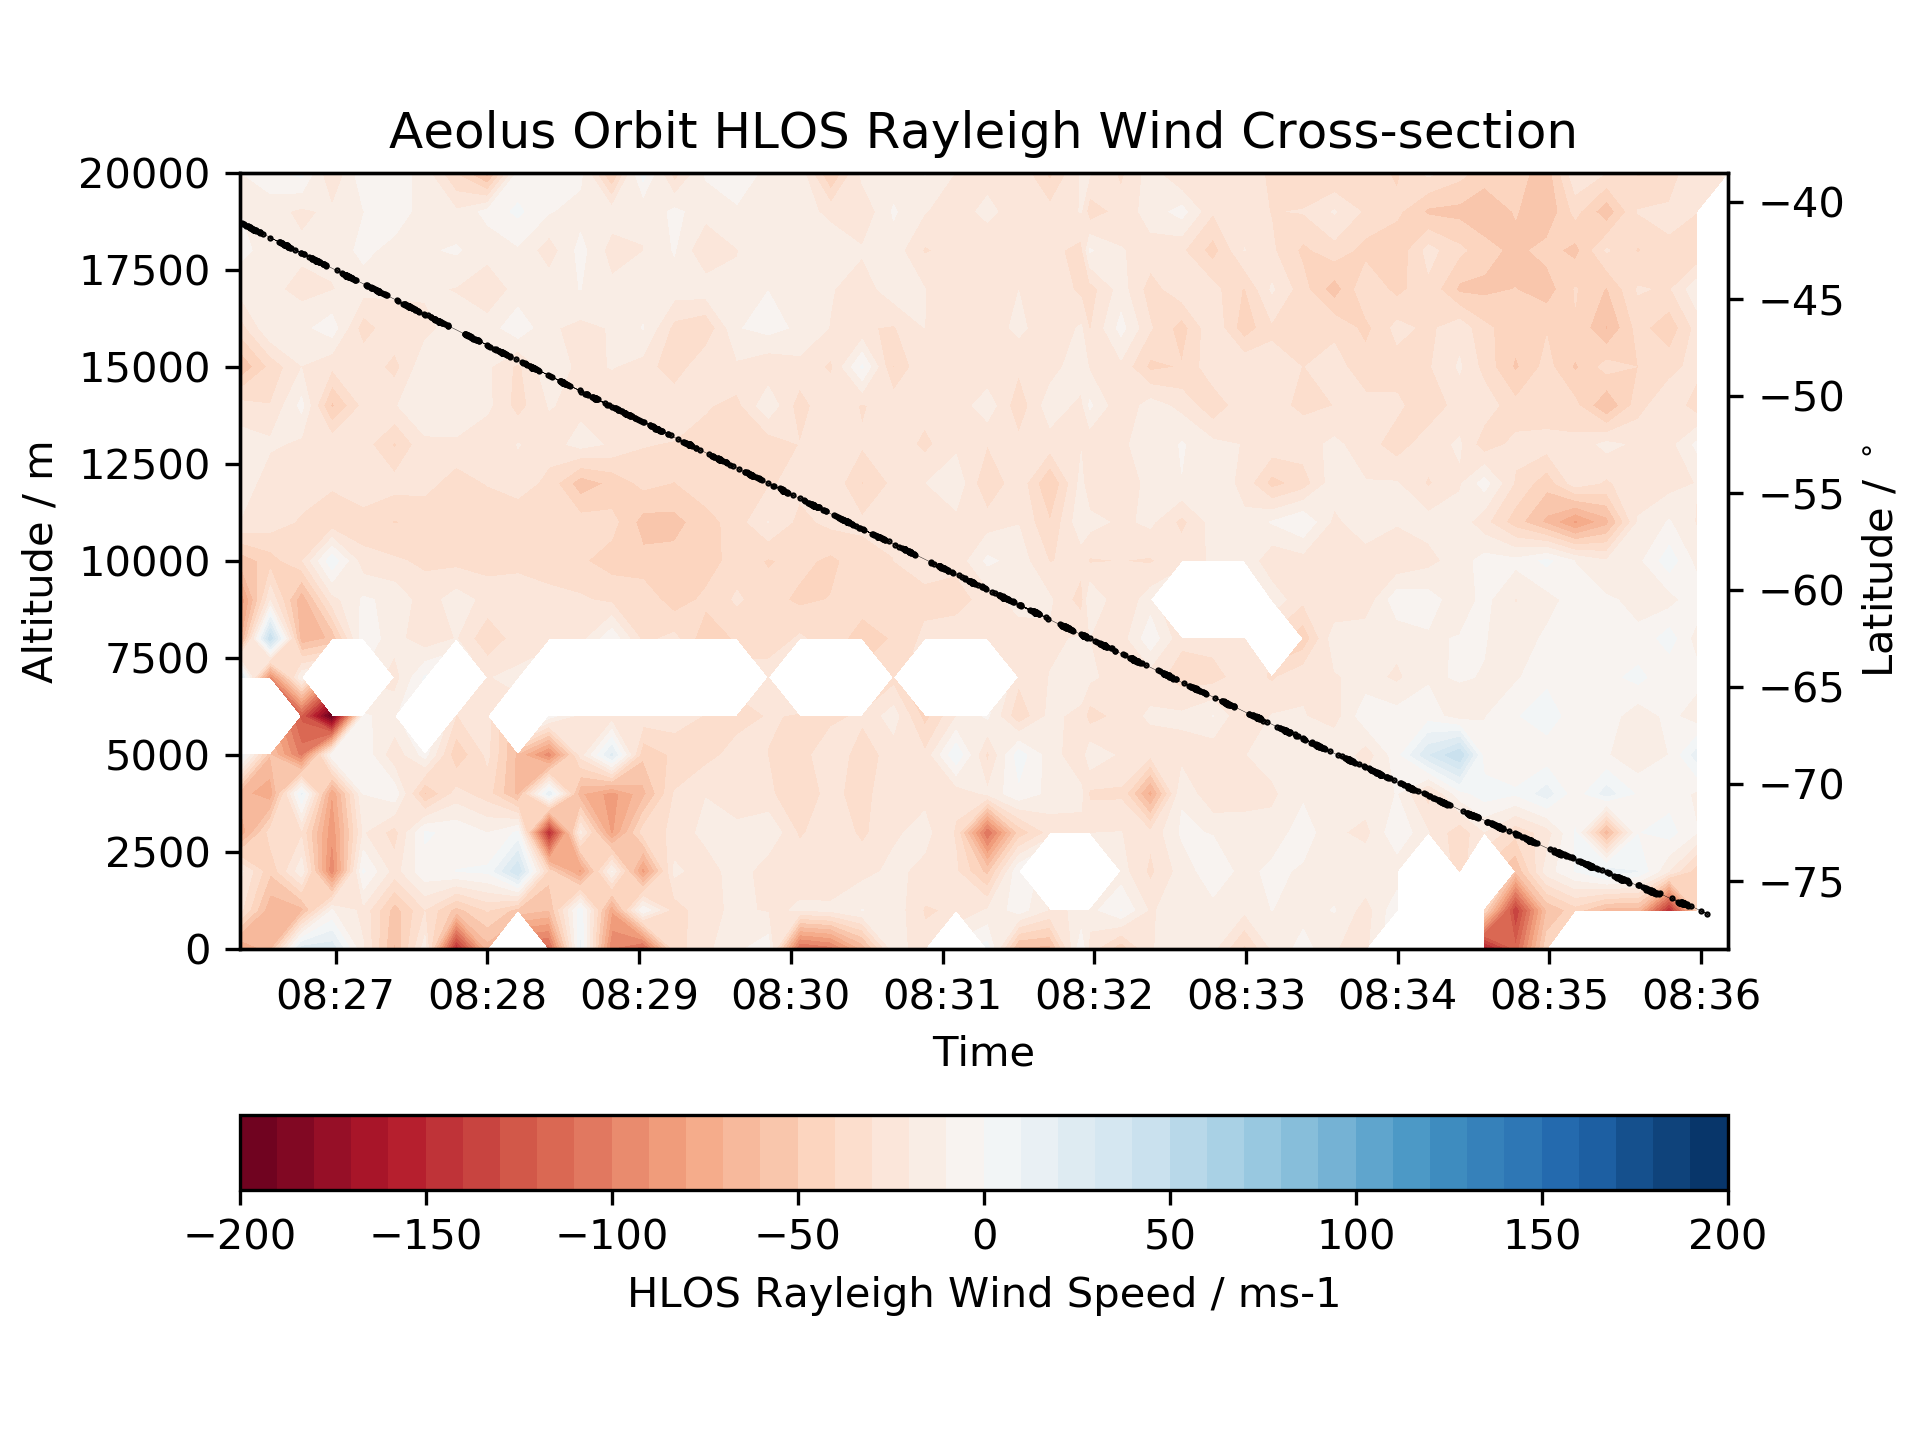 Aeolus Orbit HLOS Rayleigh Wind Cross-section
20000
17500
15000
12500
10000
7500
5000
2500
0
Altitude / m
−40
−45
−50
−55
−60
−65
−70
−75
Latitude / °
08:27 08:28 08:29 08:30 08:31 08:32 08:33 08:34 08:35 08:36
Time
−200 −150 −100 −50 0 50 100 150 200
HLOS Rayleigh Wind Speed / ms-1